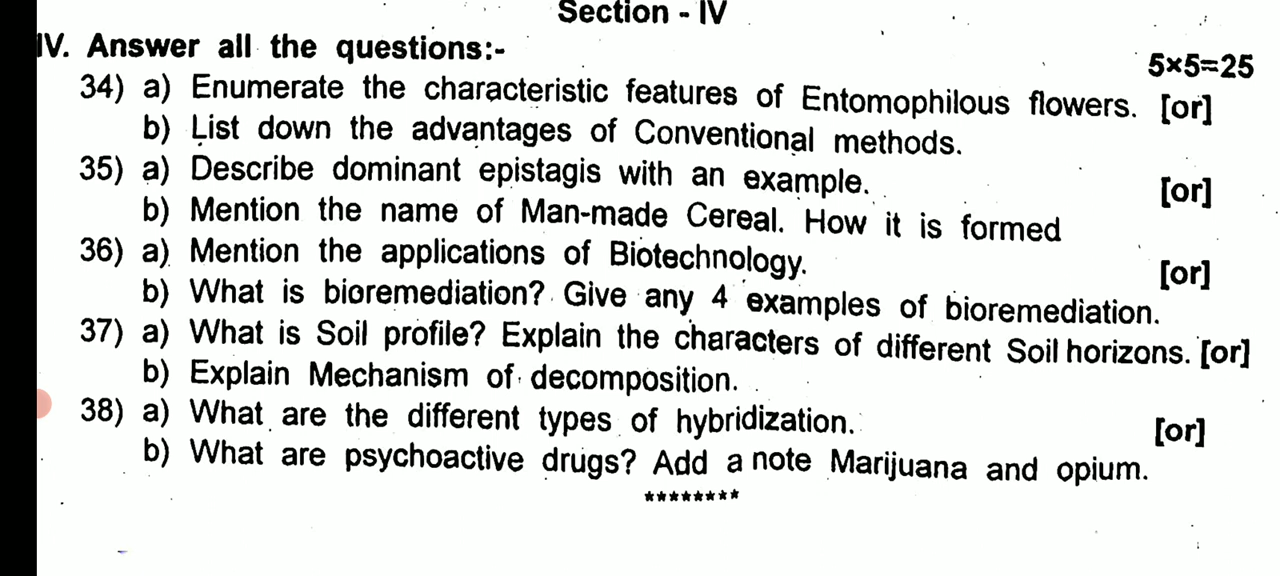 Section - IV
IV. Answer all the questions:-
5×5=25
34) a) Enumerate the characteristic features of Entomophilous flowers. [or]
b) List down the advantages of Conventional methods.
35) a) Describe dominant epistagis with an example. [or]
b) Mention the name of Man-made Cereal. How it is formed
36) a) Mention the applications of Biotechnology. [or]
b) What is bioremediation? Give any 4 examples of bioremediation.
37) a) What is Soil profile? Explain the characters of different Soil horizons. [or]
b) Explain Mechanism of decomposition.
38) a) What are the different types of hybridization. [or]
b) What are psychoactive drugs? Add a note Marijuana and opium.
********